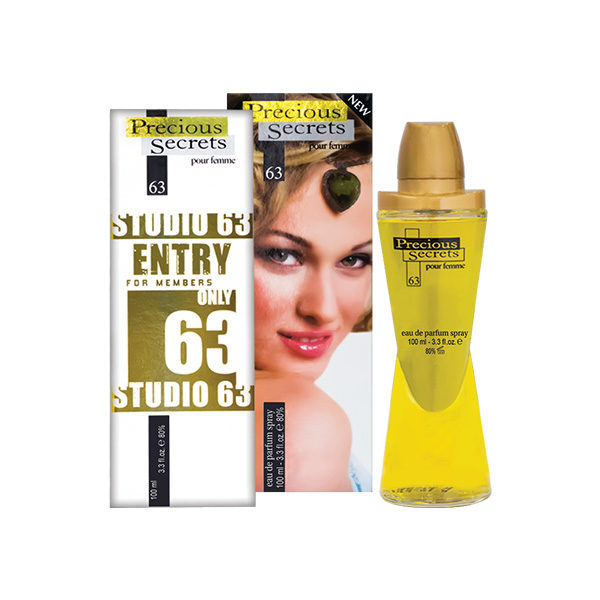 Precious
Secrets
pour femme
63
STUDIO 63
ENTRY
FOR MEMBERS
ONLY
63
STUDIO 63
100 ml 3.3 fl.oz. ℮ 80%
NEW
Precious
Secrets
pour femme
63
eau de parfum spray
100 ml - 3.3 fl.oz. ℮ 80%
Precious
Secrets
pour femme
63
eau de parfum spray
100 ml - 3.3 fl.oz. ℮
80%